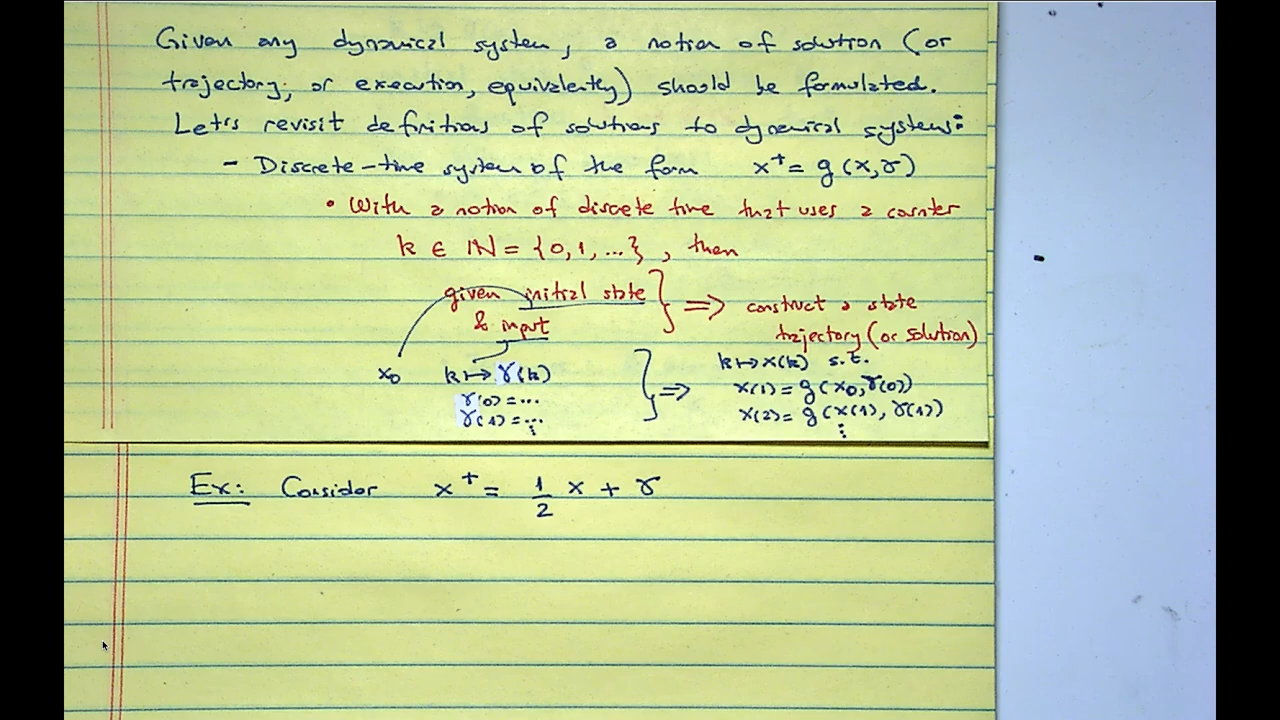 Given any dynamical system, a notion of solution (or
trajectory, or execution, equivalently) should be formulated.
Let's revisit definitions of solutions to dynamical systems:
- Discrete-time system of the form x⁺ = g(x, γ)
• With a notion of discete time that uses a counter
k ∈ ℕ = {0, 1, ...}, then
given initial state } ⇒ construct a state
& input trajectory (or solution)
x₀ k ↦ γ(k) } ⇒ k ↦ x(k) s.t.
γ(0) = ... x(1) = g(x₀, γ(0))
γ(1) = ... x(2) = g(x(1), γ(1))
⋮ ⋮
Ex: Consider x⁺ = 1/2 x + γ